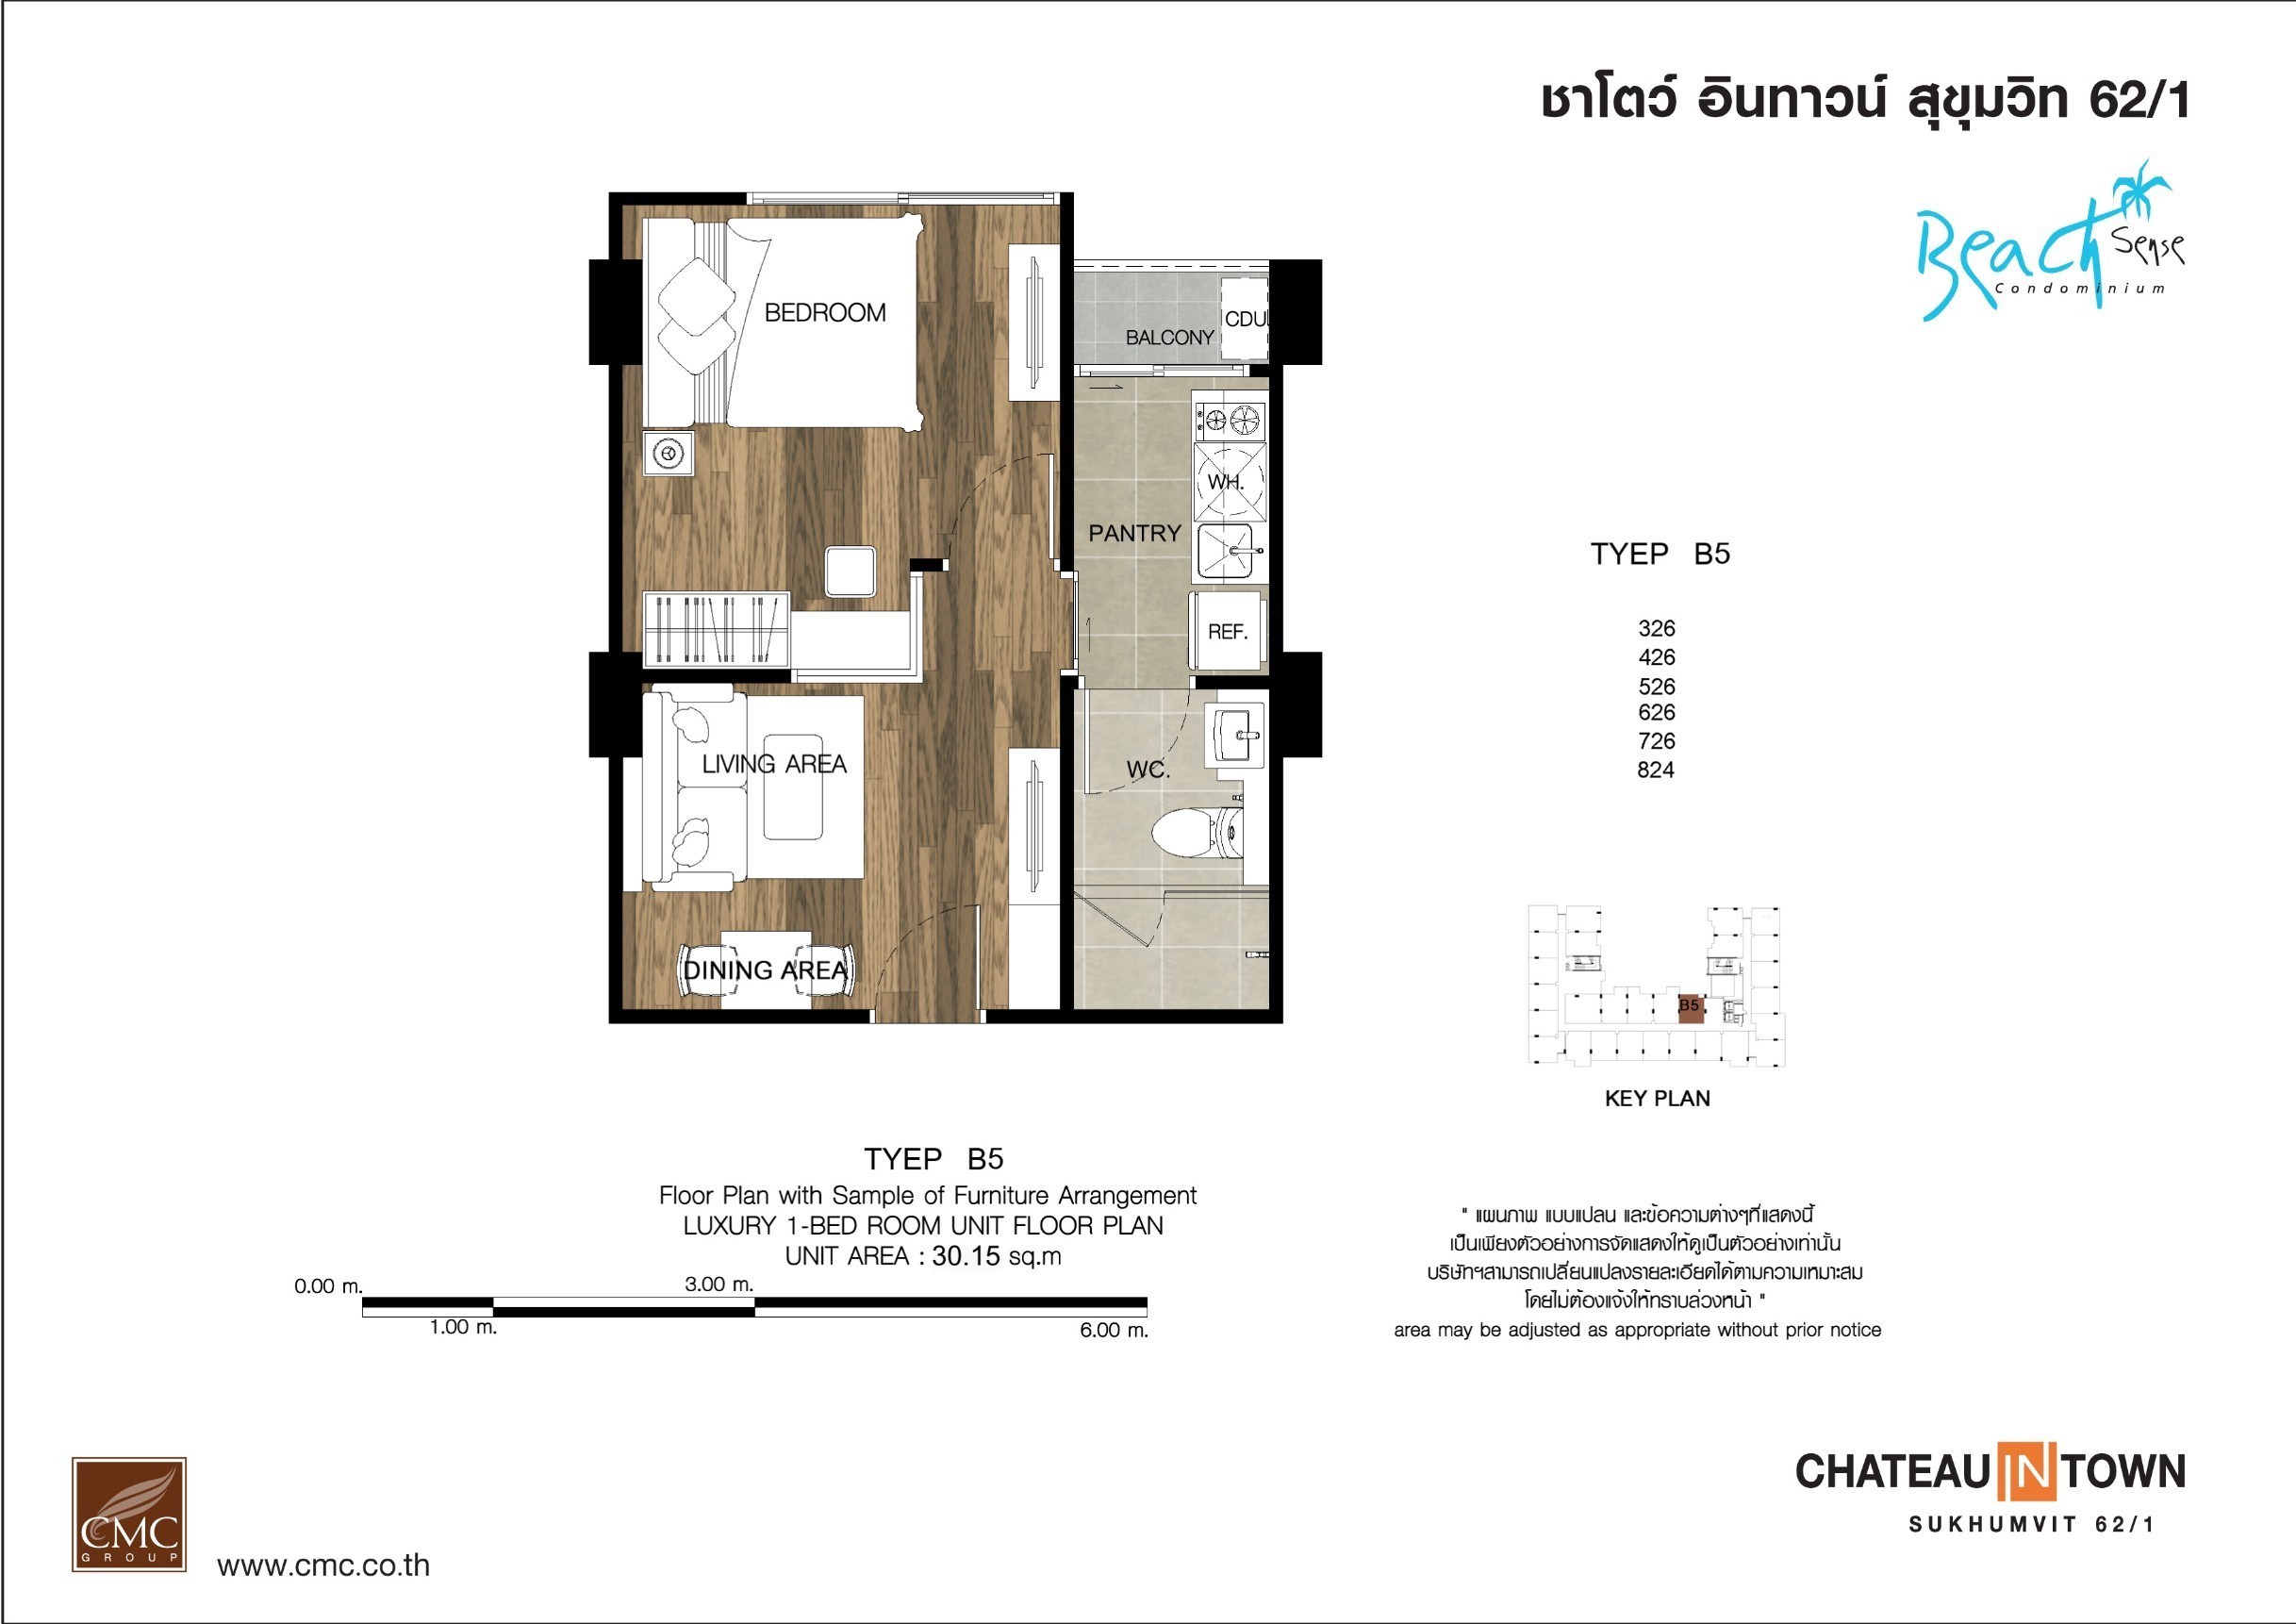 ชาโตว์ อินทาวน์ สุขุมวิท 62/1
Beach Sense
Condominium
BEDROOM
BALCONY
CDU.
WH.
PANTRY
REF.
LIVING AREA
WC.
DINING AREA
TYEP B5
326
426
526
626
726
824
B5
KEY PLAN
TYEP B5
Floor Plan with Sample of Furniture Arrangement
LUXURY 1-BED ROOM UNIT FLOOR PLAN
UNIT AREA : 30.15 sq.m
0.00 m.
3.00 m.
1.00 m.
6.00 m.
" แผนภาพ แบบแปลน และข้อความต่างๆที่แสดงนี้
เป็นเพียงตัวอย่างการจัดแสดงให้ดูเป็นตัวอย่างเท่านั้น
บริษัทฯสามารถเปลี่ยนแปลงรายละเอียดได้ตามความเหมาะสม
โดยไม่ต้องแจ้งให้ทราบล่วงหน้า "
area may be adjusted as appropriate without prior notice
CMC
GROUP
www.cmc.co.th
CHATEAU IN TOWN
SUKHUMVIT 62/1